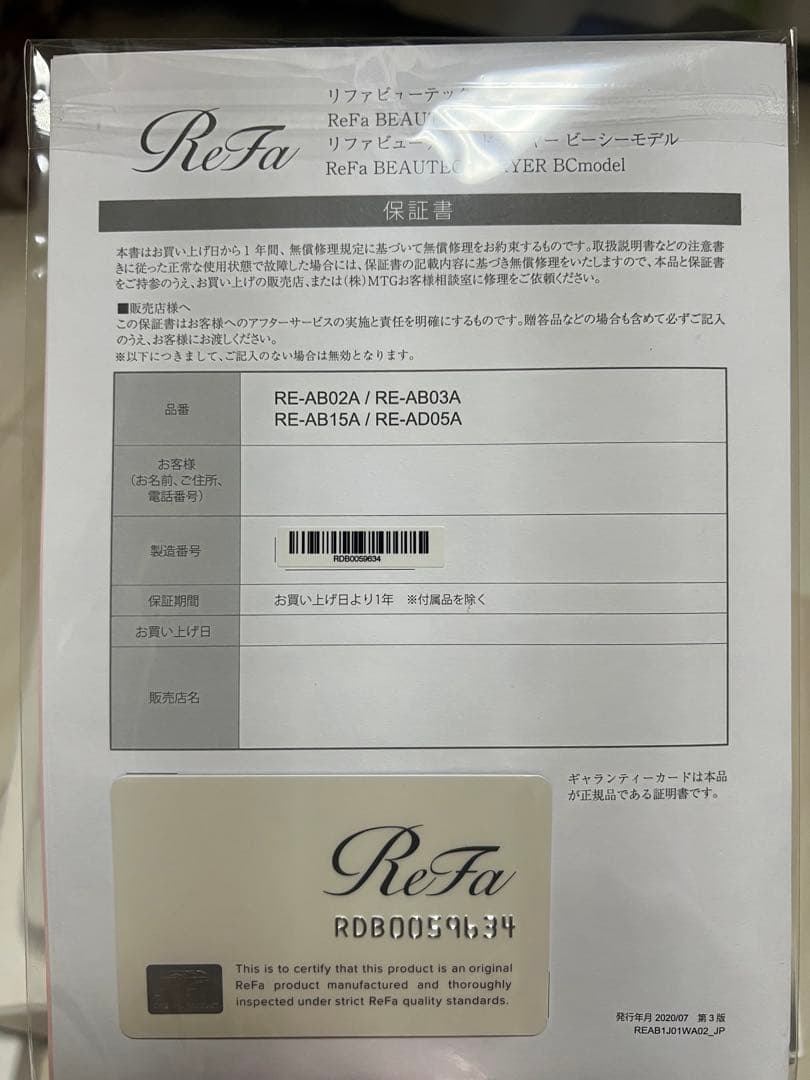 ReFa
リファビューテック
ReFa BEAUT
リファビュー ー ビーシーモデル
ReFa BEAUTEC YER BCmodel
保証書
本書はお買い上げ日から1年間、無償修理規定に基づいて無償修理をお約束するものです。取扱説明書などの注意書
きに従った正常な使用状態で故障した場合には、保証書の記載内容に基づき無償修理をいたしますので、本品と保証書
をご持参のうえ、お買い上げの販売店、または(株)MTGお客様相談室に修理をご依頼ください。
■販売店様へ
この保証書はお客様へのアフターサービスの実施と責任を明確にするものです。贈答品などの場合も含めて必ずご記入
のうえ、お客様にお渡しください。
※以下につきまして、ご記入のない場合は無効となります。
品番
RE-AB02A / RE-AB03A
RE-AB15A / RE-AD05A
お客様
(お名前、ご住所、
電話番号)
製造番号
RDB0059634
保証期間
お買い上げ日より1年 ※付属品を除く
お買い上げ日
販売店名
ギャランティーカードは本品
が正規品である証明書です。
ReFa
RDB0059634
This is to certify that this product is an original
ReFa product manufactured and thoroughly
inspected under strict ReFa quality standards.
発行年月 2020/07 第3版
REAB1J01WA02_JP